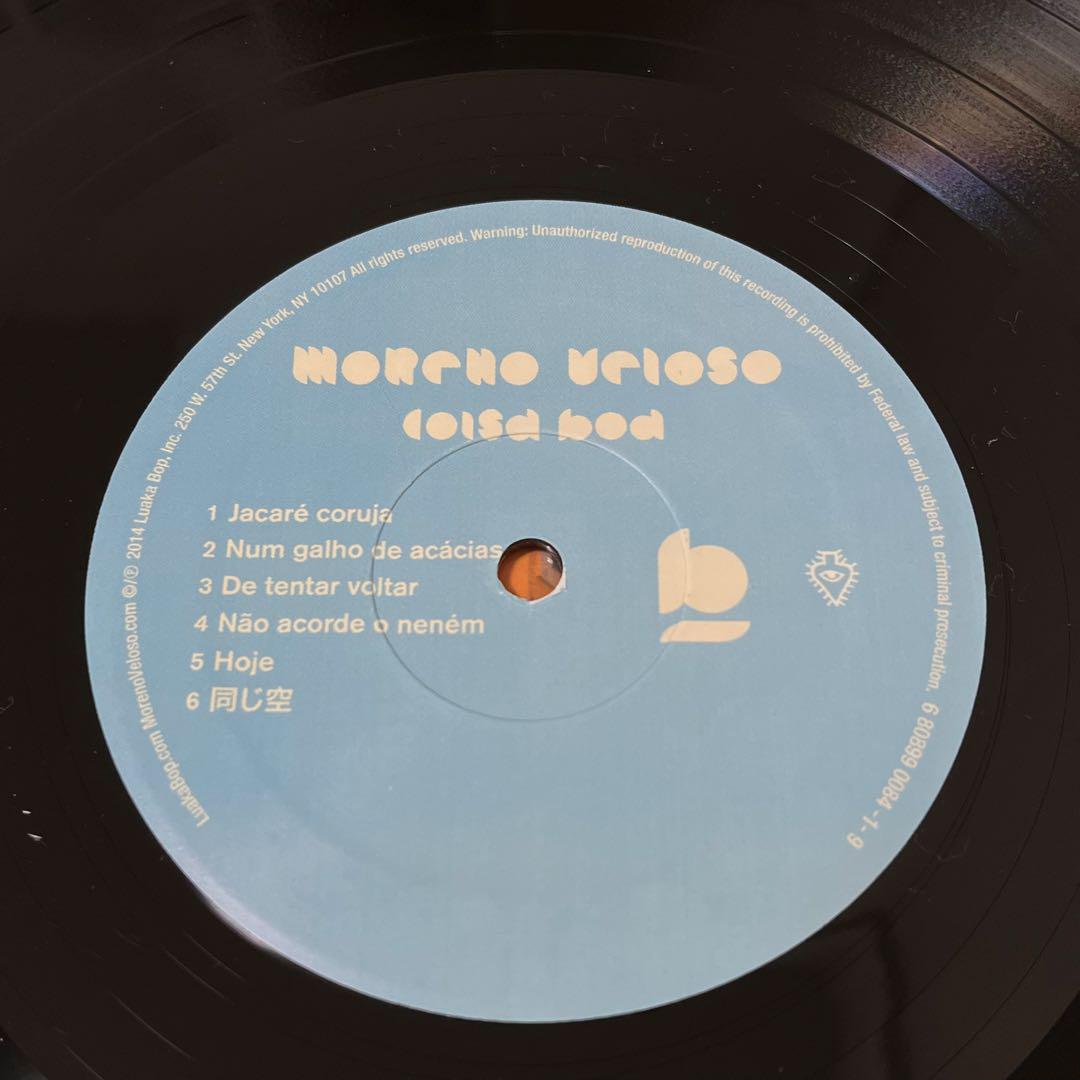 LuakaBop.com MorenoVeloso.com ©/℗ 2014 Luaka Bop, Inc. 250 W. 57th St. New York, NY 10107 All rights reserved. Warning: Unauthorized reproduction of this recording is prohibited by Federal law and subject to criminal prosecution. 6 80899 0084 -1- 9
MoReNo VeloSo
coisa boa
1 Jacaré coruja
2 Num galho de acácias
3 De tentar voltar
4 Não acorde o neném
5 Hoje
6 同じ空
b